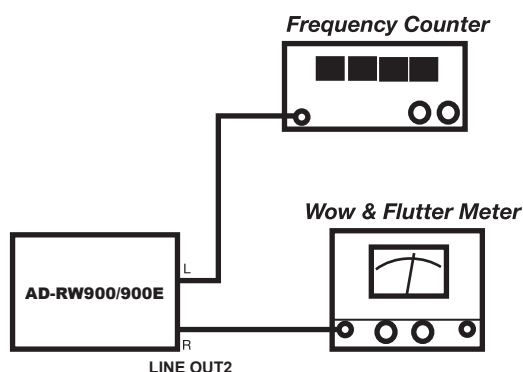 Frequency Counter
Wow & Flutter Meter
L
AD-RW900/900E
R
LINE OUT2